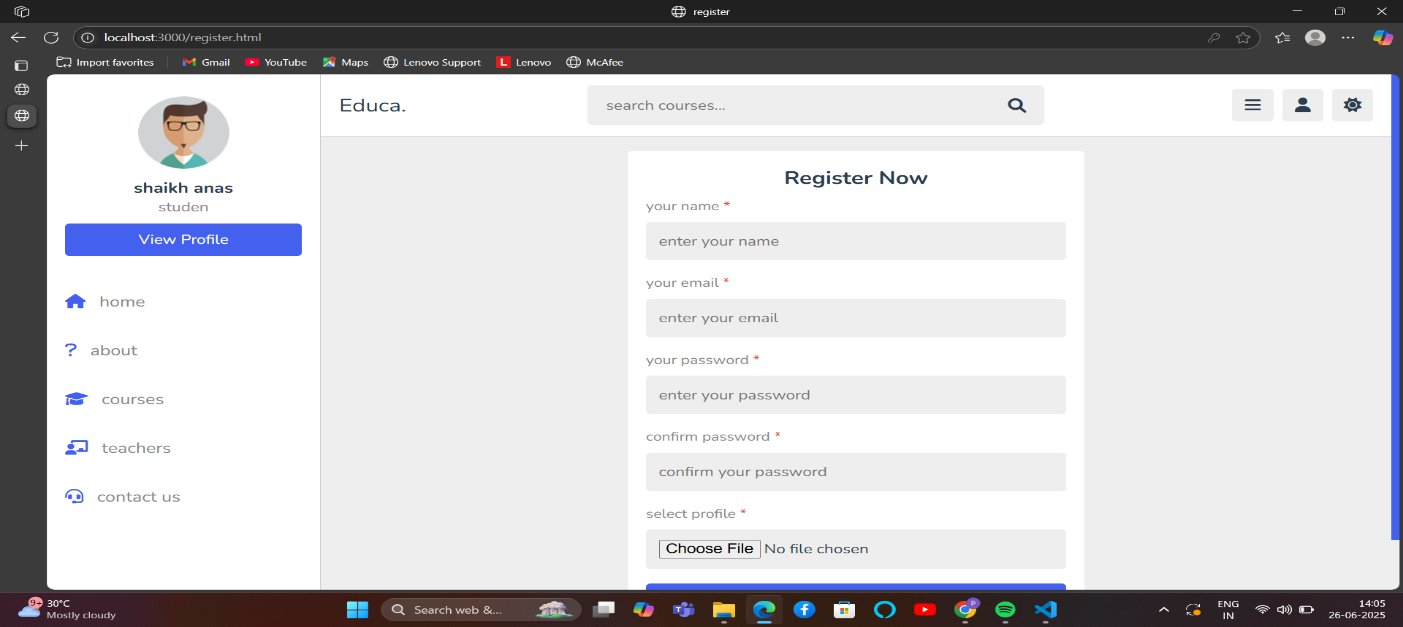 register
localhost:3000/register.html
Import favorites Gmail YouTube Maps Lenovo Support L Lenovo McAfee
Educa.
search courses...
shaikh anas
studen
View Profile
home
? about
courses
teachers
contact us
Register Now
your name *
enter your name
your email *
enter your email
your password *
enter your password
confirm password *
confirm your password
select profile *
Choose File No file chosen
9+
30°C
Mostly cloudy
Search web &...
P
ENG
IN
14:05
26-06-2025